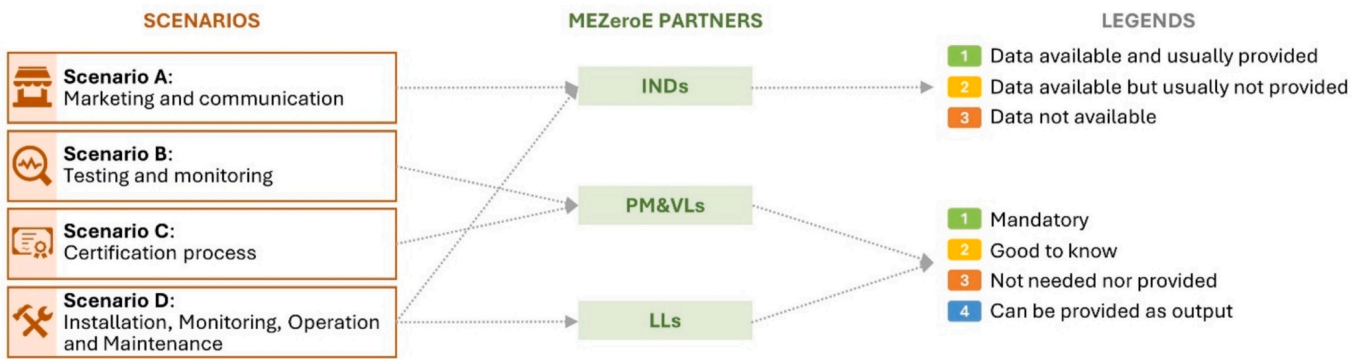 SCENARIOS
Scenario A:
Marketing and communication
Scenario B:
Testing and monitoring
Scenario C:
Certification process
Scenario D:
Installation, Monitoring, Operation
and Maintenance
MEZeroE PARTNERS
INDs
PM&VLs
LLs
LEGENDS
1 Data available and usually provided
2 Data available but usually not provided
3 Data not available
1 Mandatory
2 Good to know
3 Not needed nor provided
4 Can be provided as output